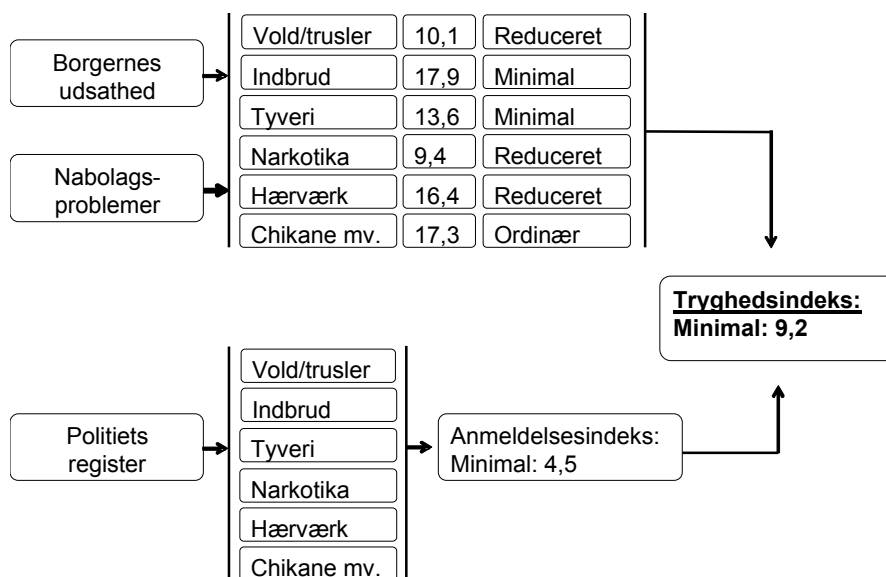 Borgernes
udsathed
Nabolags-
problemer
Vold/trusler 10,1 Reduceret
Indbrud 17,9 Minimal
Tyveri 13,6 Minimal
Narkotika 9,4 Reduceret
Hærværk 16,4 Reduceret
Chikane mv. 17,3 Ordinær
Tryghedsindeks:
Minimal: 9,2
Politiets
register
Vold/trusler
Indbrud
Tyveri
Narkotika
Hærværk
Chikane mv.
Anmeldelsesindeks:
Minimal: 4,5